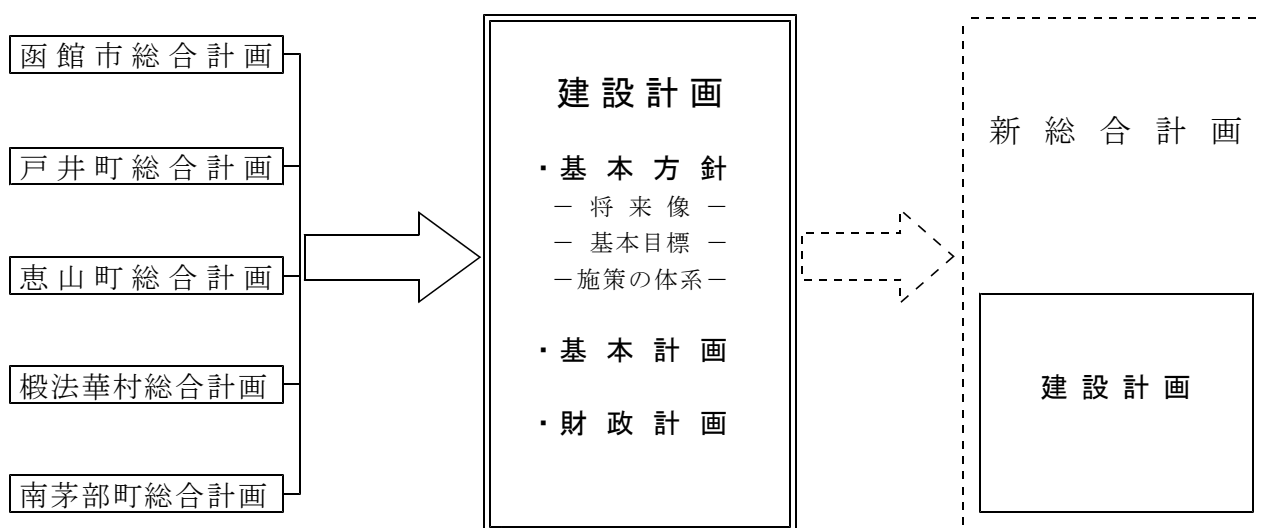 函館市総合計画
戸井町総合計画
恵山町総合計画
椴法華村総合計画
南茅部町総合計画
建設計画
・基本方針
－ 将来像 －
－ 基本目標 －
－施策の体系－
・基本計画
・財政計画
新総合計画
建設計画